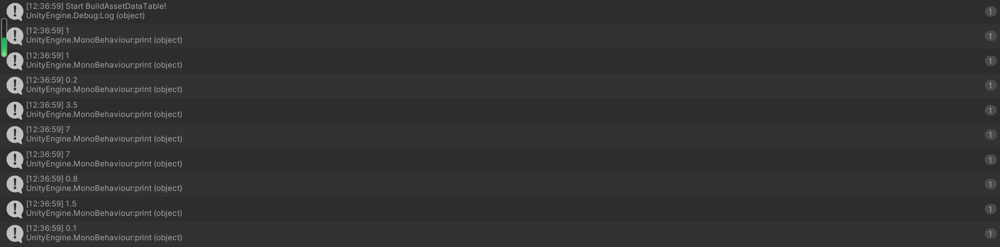 [12:36:59] Start BuildAssetDataTable!
UnityEngine.Debug:Log (object)
1
[12:36:59] 1
UnityEngine.MonoBehaviour:print (object)
1
[12:36:59] 1
UnityEngine.MonoBehaviour:print (object)
1
[12:36:59] 0.2
UnityEngine.MonoBehaviour:print (object)
1
[12:36:59] 3.5
UnityEngine.MonoBehaviour:print (object)
1
[12:36:59] 7
UnityEngine.MonoBehaviour:print (object)
1
[12:36:59] 7
UnityEngine.MonoBehaviour:print (object)
1
[12:36:59] 0.8
UnityEngine.MonoBehaviour:print (object)
1
[12:36:59] 1.5
UnityEngine.MonoBehaviour:print (object)
1
[12:36:59] 0.1
UnityEngine.MonoBehaviour:print (object)
1